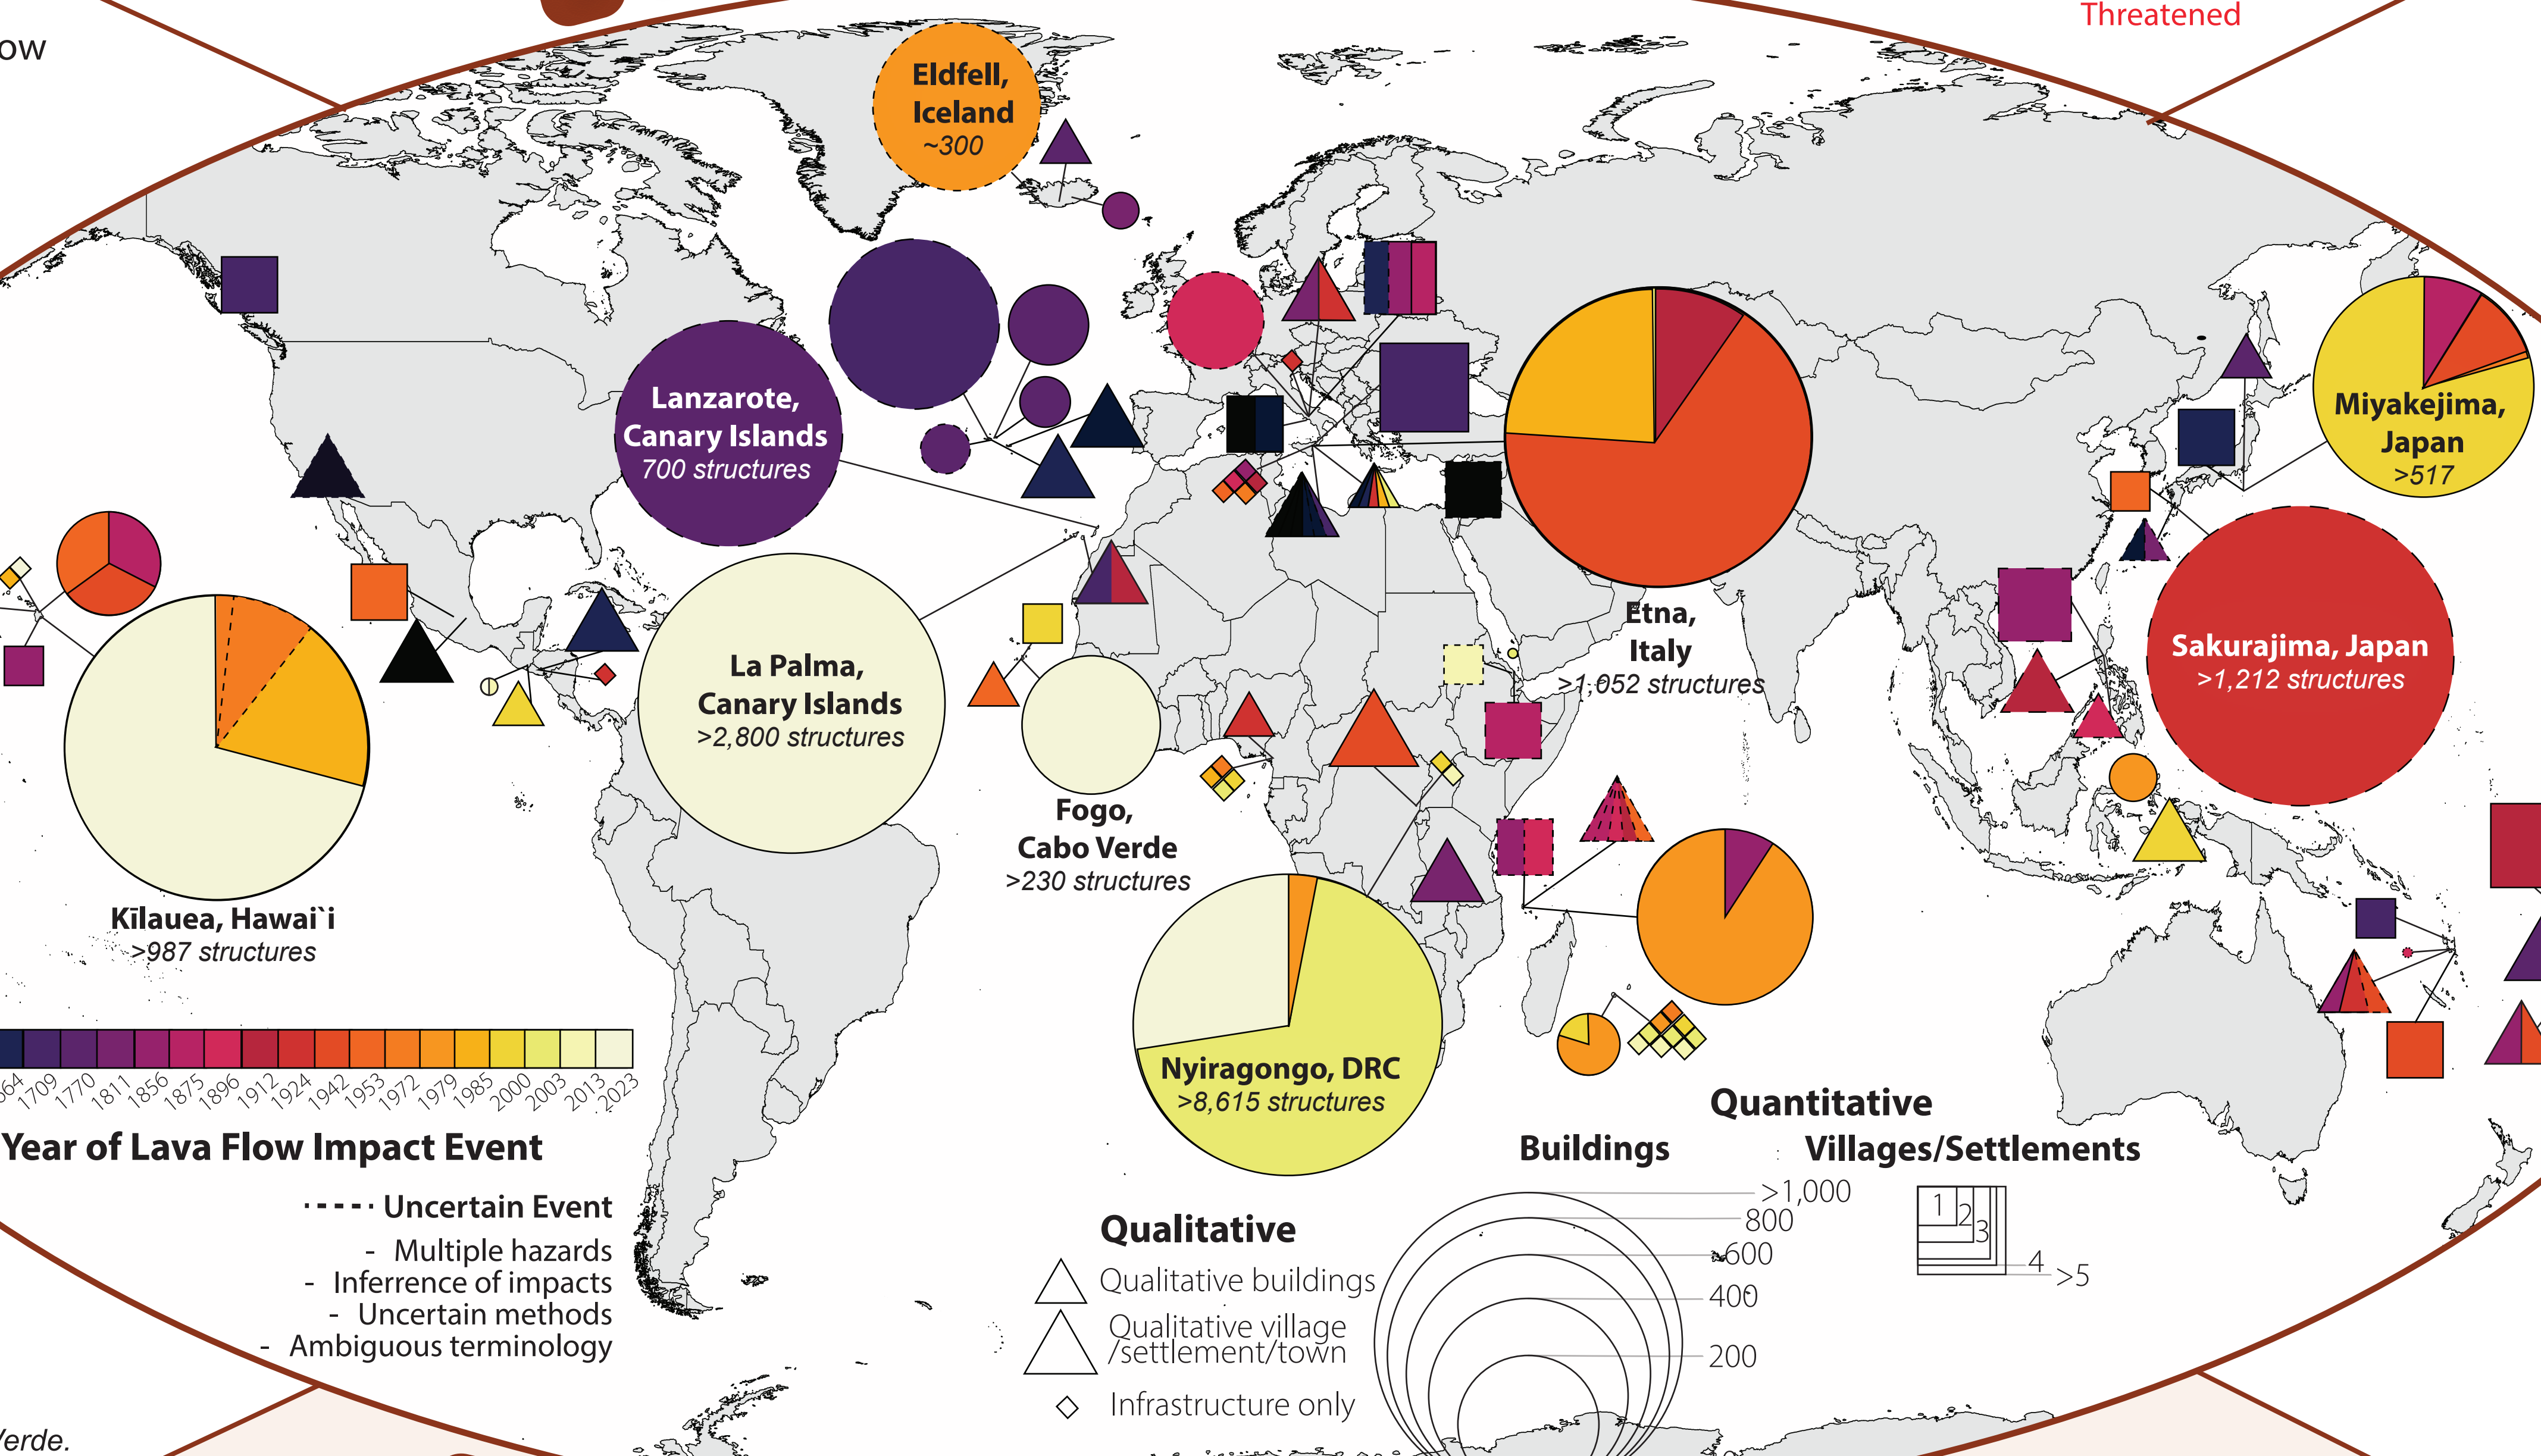 ow
Threatened
Eldfell,
Iceland
~300
Lanzarote,
Canary Islands
700 structures
Miyakejima,
Japan
>517
Etna,
Italy
>1,052 structures
Sakurajima, Japan
>1,212 structures
La Palma,
Canary Islands
>2,800 structures
Fogo,
Cabo Verde
>230 structures
Kīlauea, Hawai`i
>987 structures
Nyiragongo, DRC
>8,615 structures
64 1709 1770 1811 1856 1875 1896 1912 1924 1942 1953 1972 1979 1985 2000 2003 2013 2023
Year of Lava Flow Impact Event
Uncertain Event
- Multiple hazards
- Inferrence of impacts
- Uncertain methods
- Ambiguous terminology
Qualitative
Qualitative buildings
Qualitative village
/settlement/town
Infrastructure only
Quantitative
Buildings
Villages/Settlements
>1,000
800
600
400
200
1
2
3
4
>5
erde.